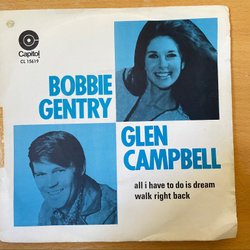 Capitol
CL 15619
BOBBIE
GENTRY
GLEN
CAMPBELL
all i have to do is dream
walk right back